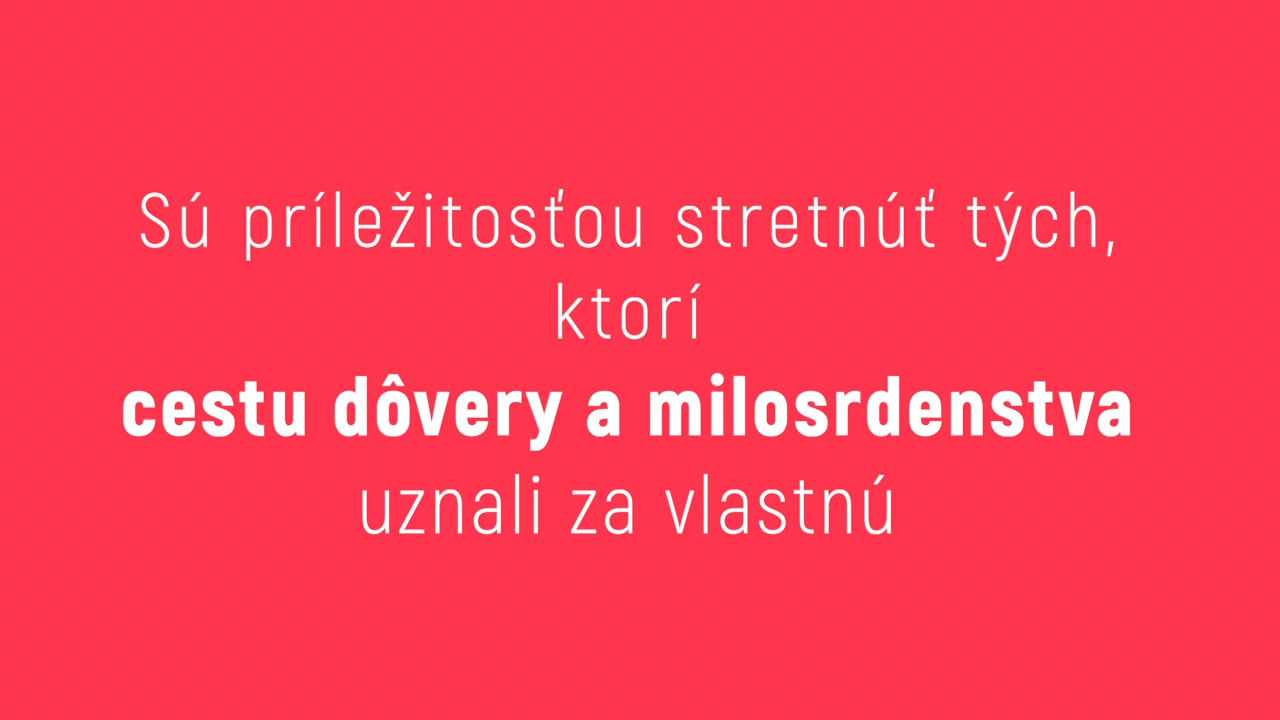 Sú príležitosťou stretnúť tých,
ktorí
cestu dôvery a milosrdenstva
uznali za vlastnú